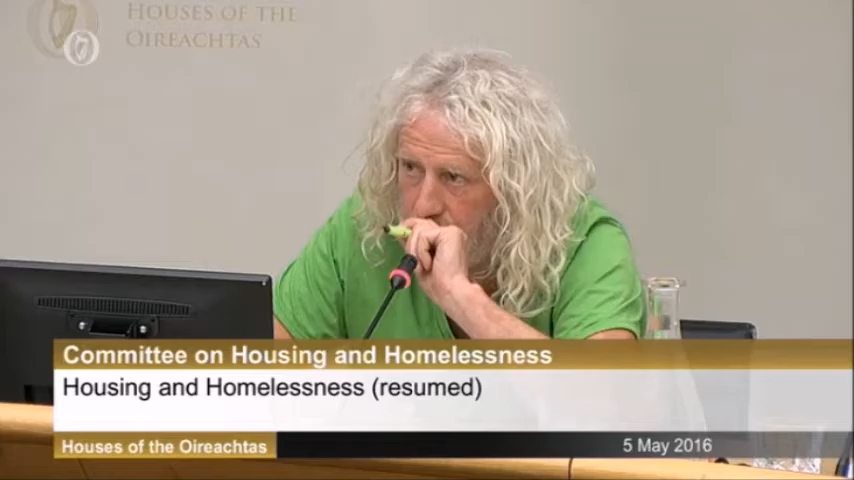 HOUSES OF THE
OIREACHTAS
Committee on Housing and Homelessness
Housing and Homelessness (resumed)
Houses of the Oireachtas
5 May 2016